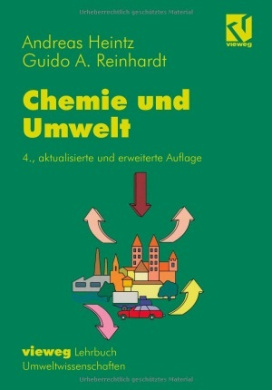 Urheberrechtlich geschütztes Material
Andreas Heintz
Guido A. Reinhardt
vieweg
Chemie und
Umwelt
4., aktualisierte und erweiterte Auflage
vieweg Lehrbuch
Umweltwissenschaften
Urheberrechtlich geschütztes Material